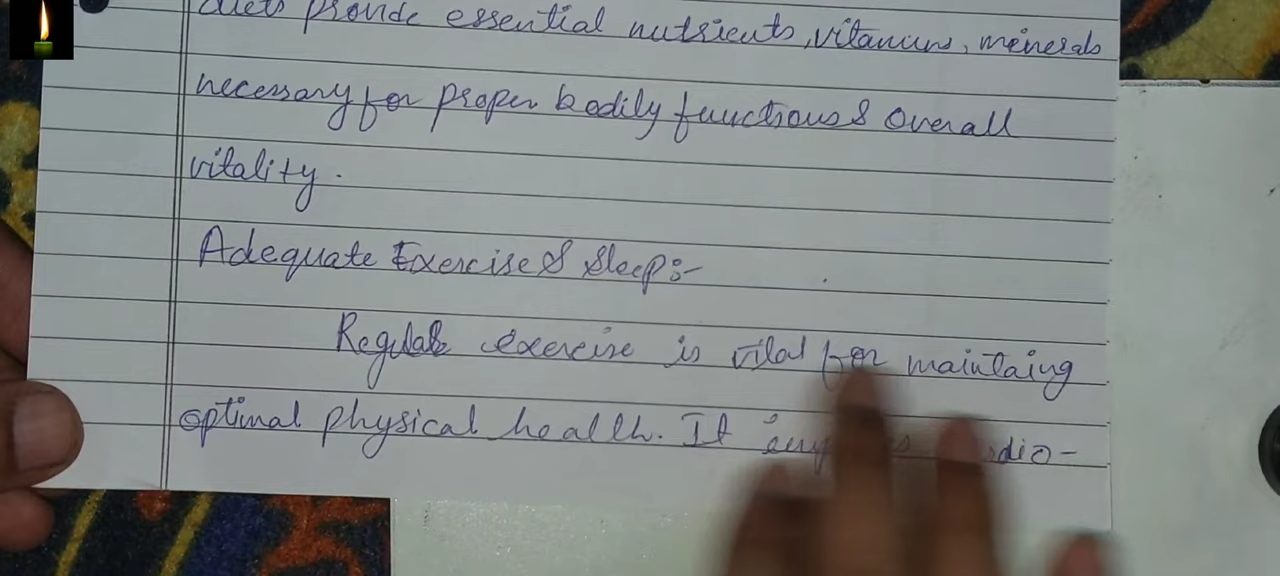 diets provide essential nutrients, vitamins, minerals
necessary for proper bodily functions & overall
vitality.
Adequate Exercise & Sleep:-
Regular exercise is vital for maintaing
optimal physical health. It